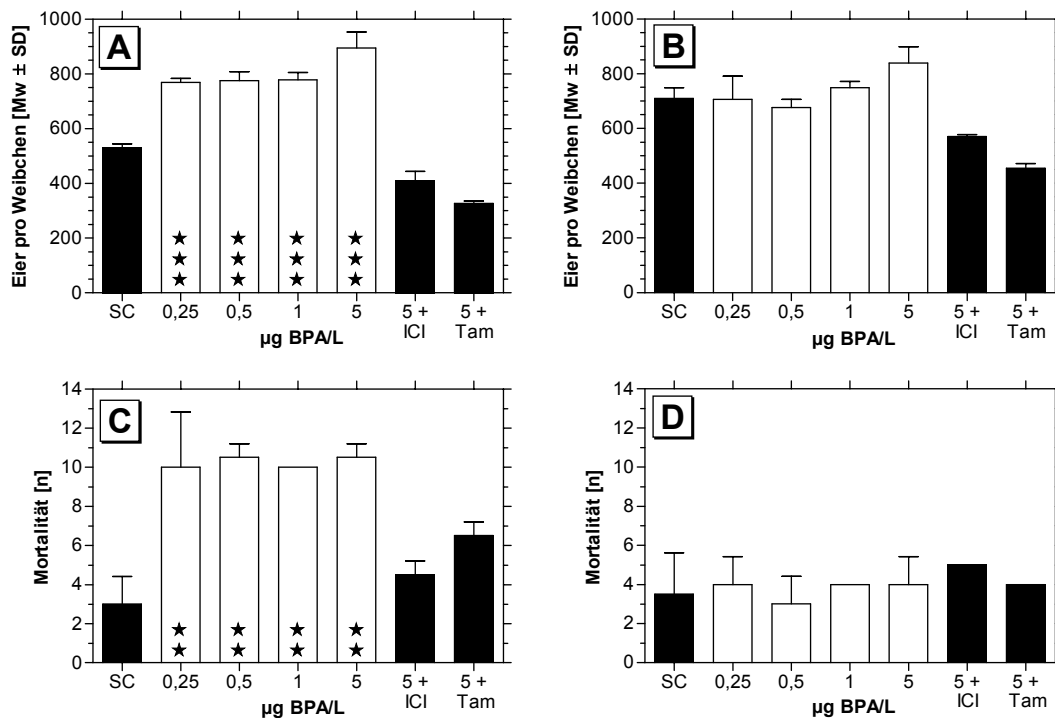 A
Eier pro Weibchen [Mw ± SD]
1000
800
600
400
200
0
SC 0,25 0,5 1 5 5 + ICI 5 + Tam
µg BPA/L
B
Eier pro Weibchen [Mw ± SD]
1000
800
600
400
200
0
SC 0,25 0,5 1 5 5 + ICI 5 + Tam
µg BPA/L
C
Mortalität [n]
14
12
10
8
6
4
2
0
SC 0,25 0,5 1 5 5 + ICI 5 + Tam
µg BPA/L
D
Mortalität [n]
14
12
10
8
6
4
2
0
SC 0,25 0,5 1 5 5 + ICI 5 + Tam
µg BPA/L